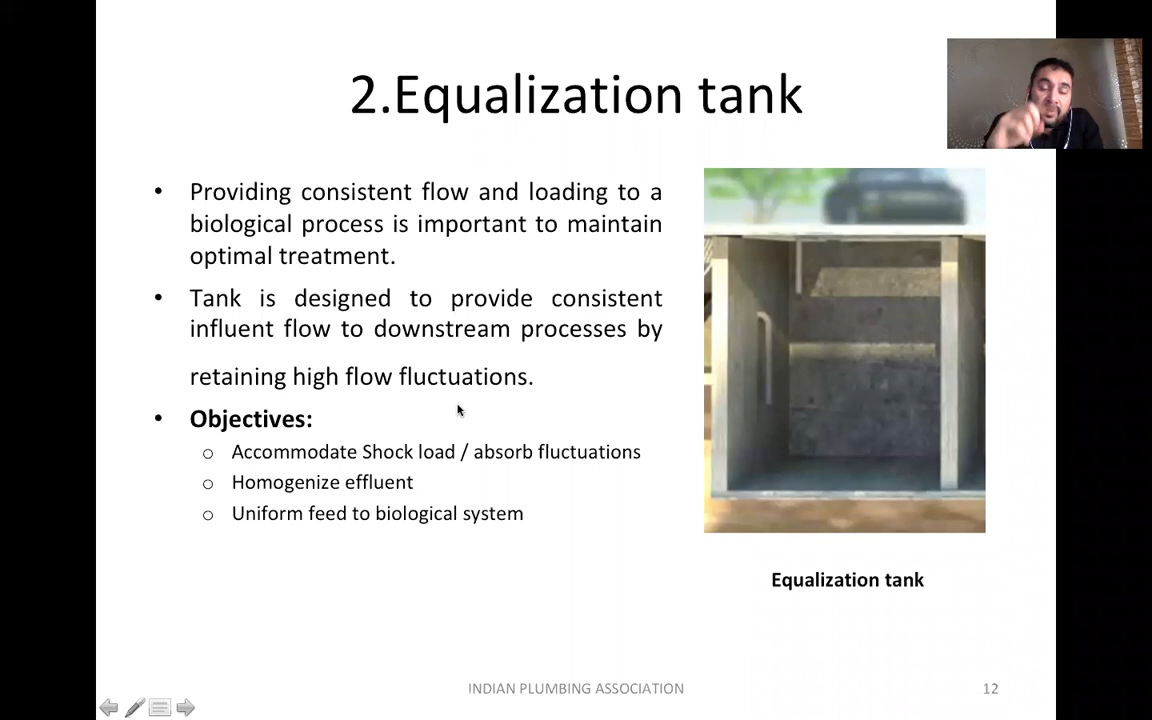 2.Equalization tank
• Providing consistent flow and loading to a
biological process is important to maintain
optimal treatment.
• Tank is designed to provide consistent
influent flow to downstream processes by
retaining high flow fluctuations.
• Objectives:
o Accommodate Shock load / absorb fluctuations
o Homogenize effluent
o Uniform feed to biological system
Equalization tank
INDIAN PLUMBING ASSOCIATION
12